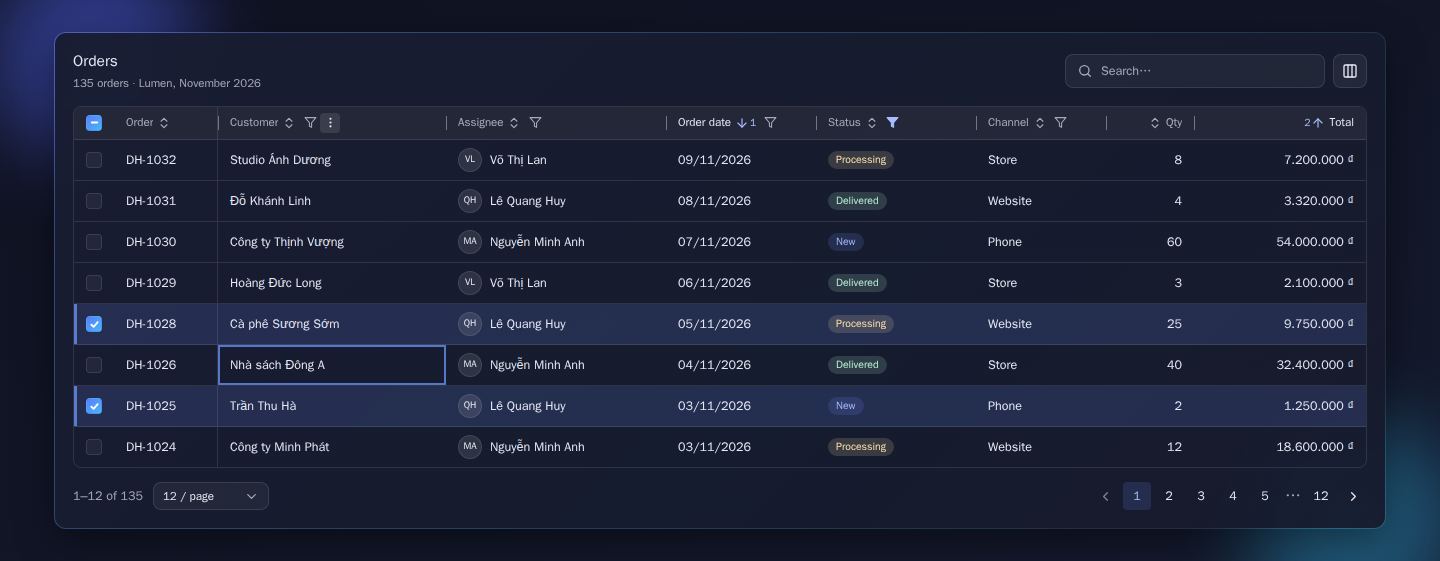 Orders
135 orders · Lumen, November 2026
Search···
Order Customer Assignee Order date 1 Status Channel Qty 2 Total
DH-1032 Studio Ánh Dương VL Võ Thị Lan 09/11/2026 Processing Store 8 7.200.000 ₫
DH-1031 Đỗ Khánh Linh QH Lê Quang Huy 08/11/2026 Delivered Website 4 3.320.000 ₫
DH-1030 Công ty Thịnh Vượng MA Nguyễn Minh Anh 07/11/2026 New Phone 60 54.000.000 ₫
DH-1029 Hoàng Đức Long VL Võ Thị Lan 06/11/2026 Delivered Store 3 2.100.000 ₫
DH-1028 Cà phê Sương Sớm QH Lê Quang Huy 05/11/2026 Processing Website 25 9.750.000 ₫
DH-1026 Nhà sách Đông A MA Nguyễn Minh Anh 04/11/2026 Delivered Store 40 32.400.000 ₫
DH-1025 Trần Thu Hà QH Lê Quang Huy 03/11/2026 New Phone 2 1.250.000 ₫
DH-1024 Công ty Minh Phát MA Nguyễn Minh Anh 03/11/2026 Processing Website 12 18.600.000 ₫
1–12 of 135 12 / page 1 2 3 4 5 ··· 12